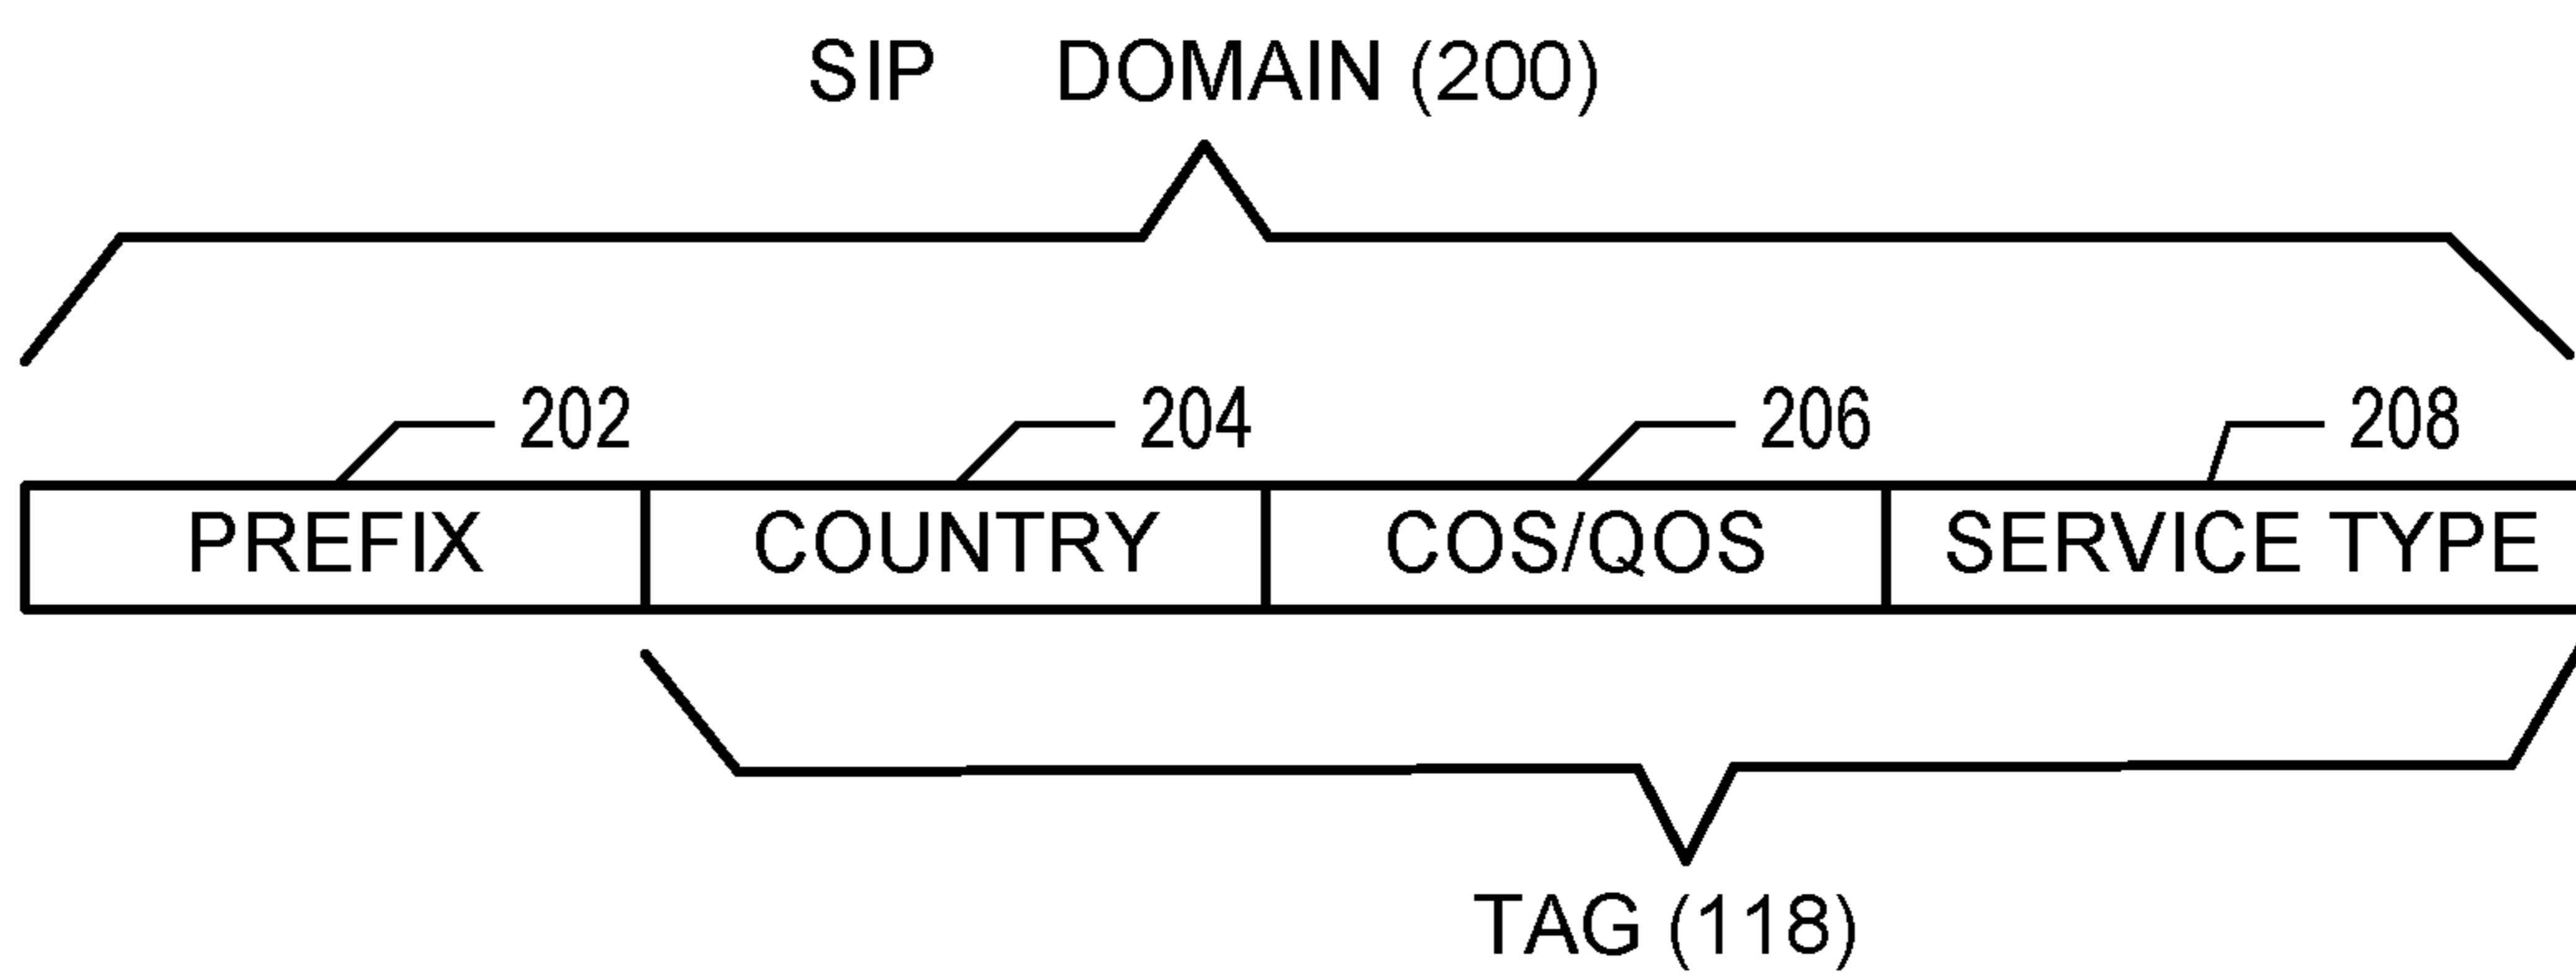 SIP DOMAIN (200)
202 204 206 208
PREFIX COUNTRY COS/QOS SERVICE TYPE
TAG (118)